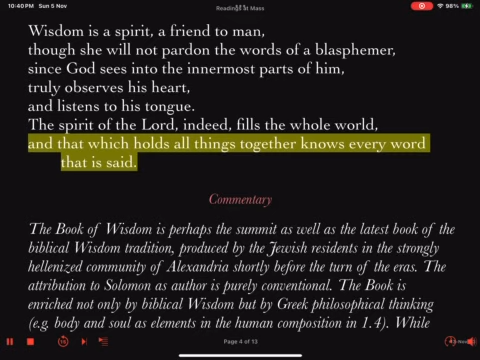 10:40 PM Sun 5 Nov
98%
Readings at Mass
Wisdom is a spirit, a friend to man,
though she will not pardon the words of a blasphemer,
since God sees into the innermost parts of him,
truly observes his heart,
and listens to his tongue.
The spirit of the Lord, indeed, fills the whole world,
and that which holds all things together knows every word
that is said.
Commentary
The Book of Wisdom is perhaps the summit as well as the latest book of the
biblical Wisdom tradition, produced by the Jewish residents in the strongly
hellenized community of Alexandria shortly before the turn of the eras. The
attribution to Solomon as author is purely conventional. The Book is
enriched not only by biblical Wisdom but by Greek philosophical thinking
(e.g. body and soul as elements in the human composition in 1.4). While
15
Page 4 of 13